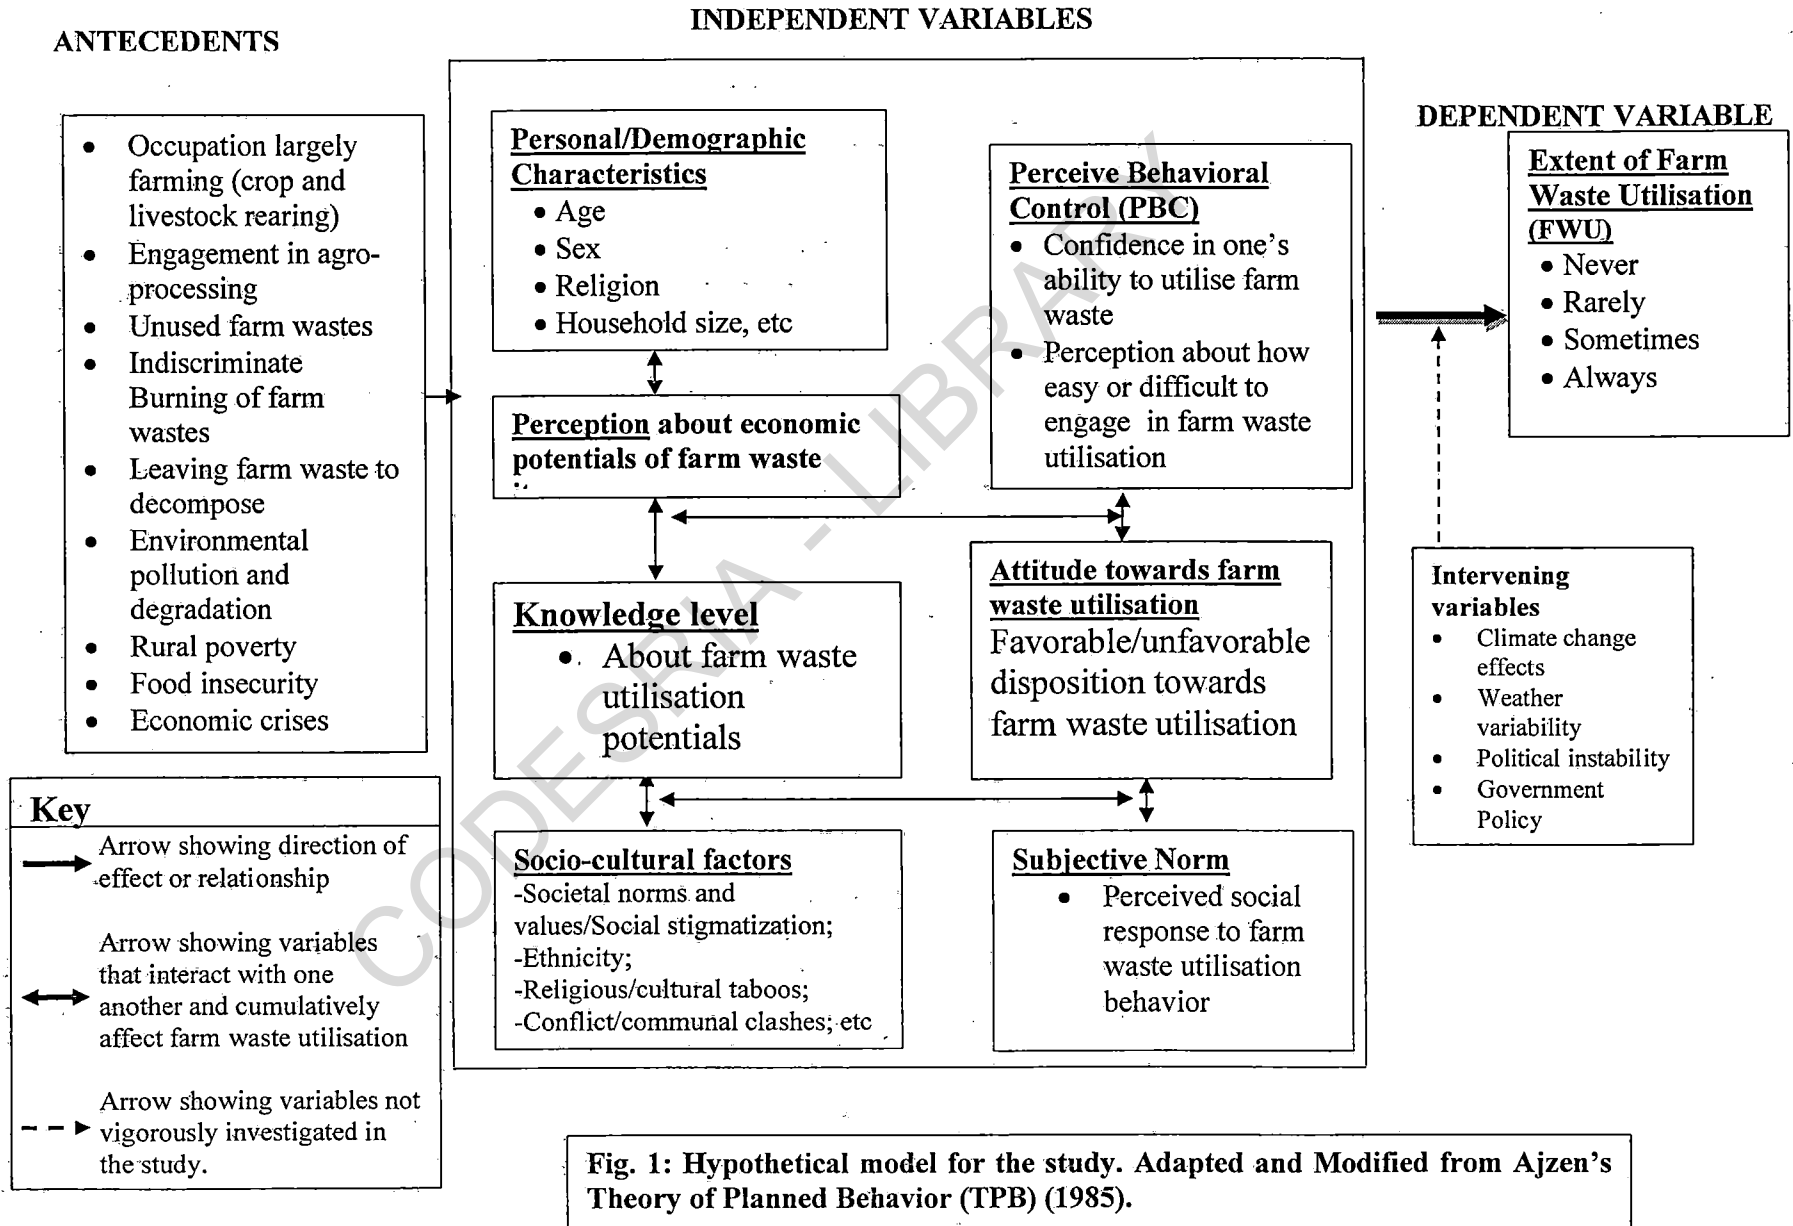 INDEPENDENT VARIABLES
ANTECEDENTS
• Occupation largely
farming (crop and
livestock rearing)
• Engagement in agro-
processing
• Unused farm wastes
• Indiscriminate
Burning of farm
wastes
• Leaving farm waste to
decompose
• Environmental
pollution and
degradation
• Rural poverty
• Food insecurity
• Economic crises
Personal/Demographic
Characteristics
• Age
• Sex
• Religion
• Household size, etc
Perception about economic
potentials of farm waste
Knowledge level
• About farm waste
utilisation
potentials
Socio-cultural factors
-Societal norms and
values/Social stigmatization;
-Ethnicity;
-Religious/cultural taboos;
-Conflict/communal clashes; etc
Perceive Behavioral
Control (PBC)
• Confidence in one's
ability to utilise farm
waste
• Perception about how
easy or difficult to
engage in farm waste
utilisation
Attitude towards farm
waste utilisation
Favorable/unfavorable
disposition towards
farm waste utilisation
Subjective Norm
• Perceived social
response to farm
waste utilisation
behavior
DEPENDENT VARIABLE
Extent of Farm
Waste Utilisation
(FWU)
• Never
• Rarely
• Sometimes
• Always
Intervening
variables
• Climate change
effects
• Weather
variability
• Political instability
• Government
Policy
Key
Arrow showing direction of
effect or relationship
Arrow showing variables
that interact with one
another and cumulatively
affect farm waste utilisation
Arrow showing variables not
vigorously investigated in
the study.
Fig. 1: Hypothetical model for the study. Adapted and Modified from Ajzen's
Theory of Planned Behavior (TPB) (1985).
CODESRIA - LIBRARY